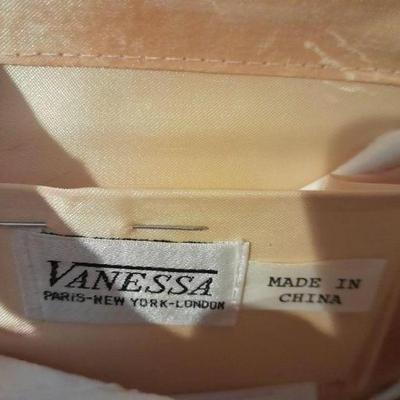 VANESSA
PARIS-NEW YORK-LONDON
MADE IN
CHINA